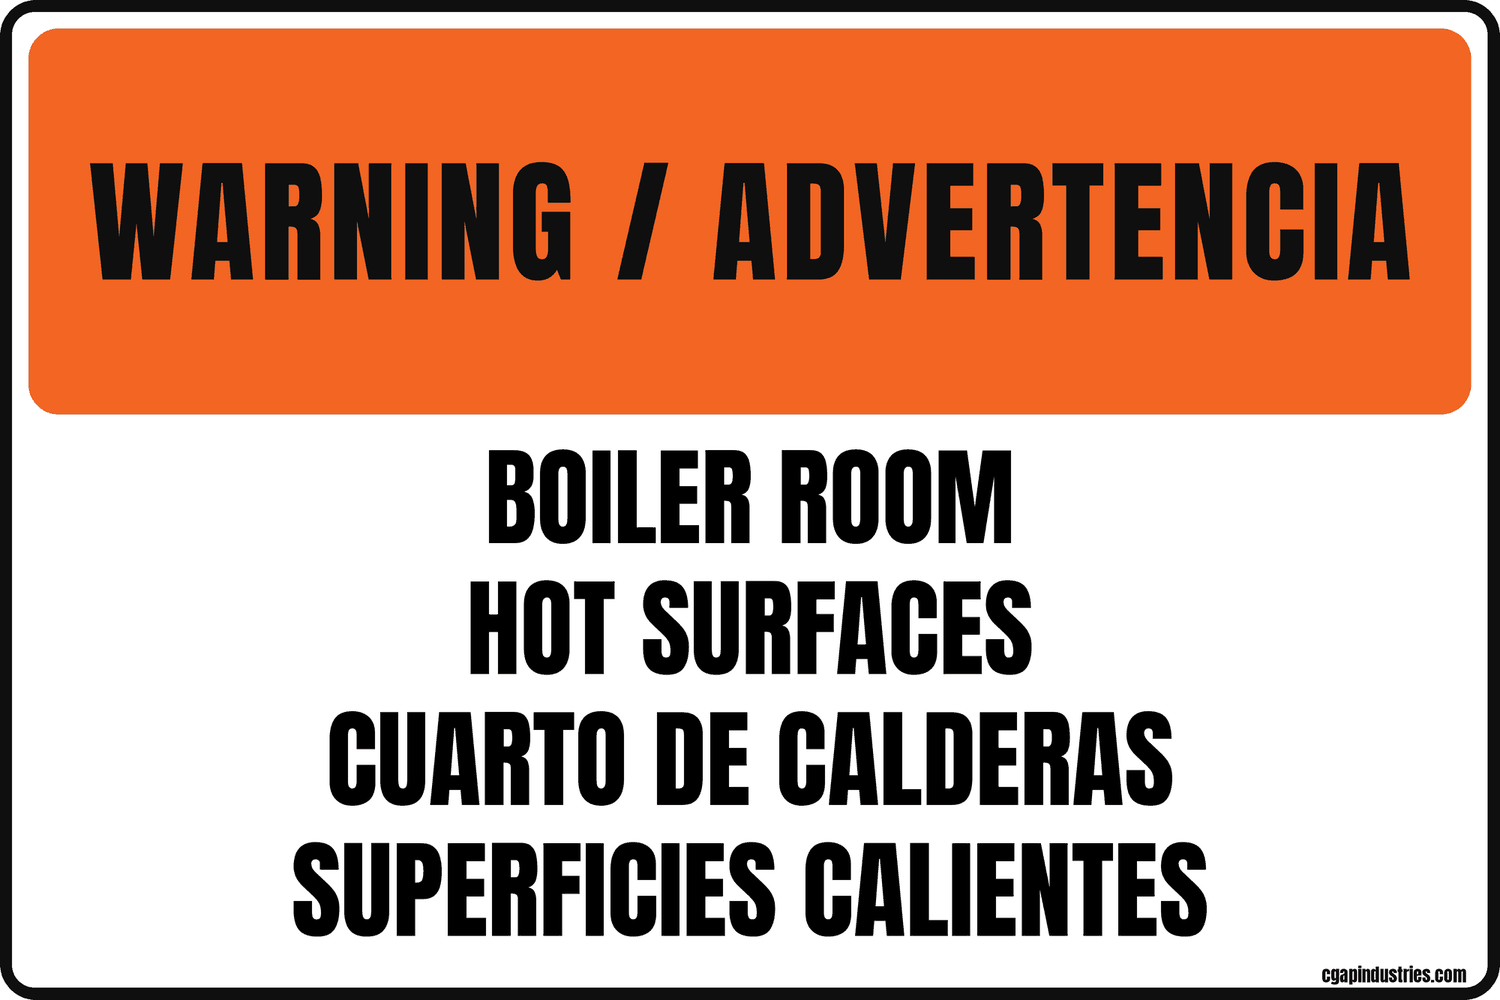 WARNING / ADVERTENCIA
BOILER ROOM
HOT SURFACES
CUARTO DE CALDERAS
SUPERFICIES CALIENTES
cgapindustries.com